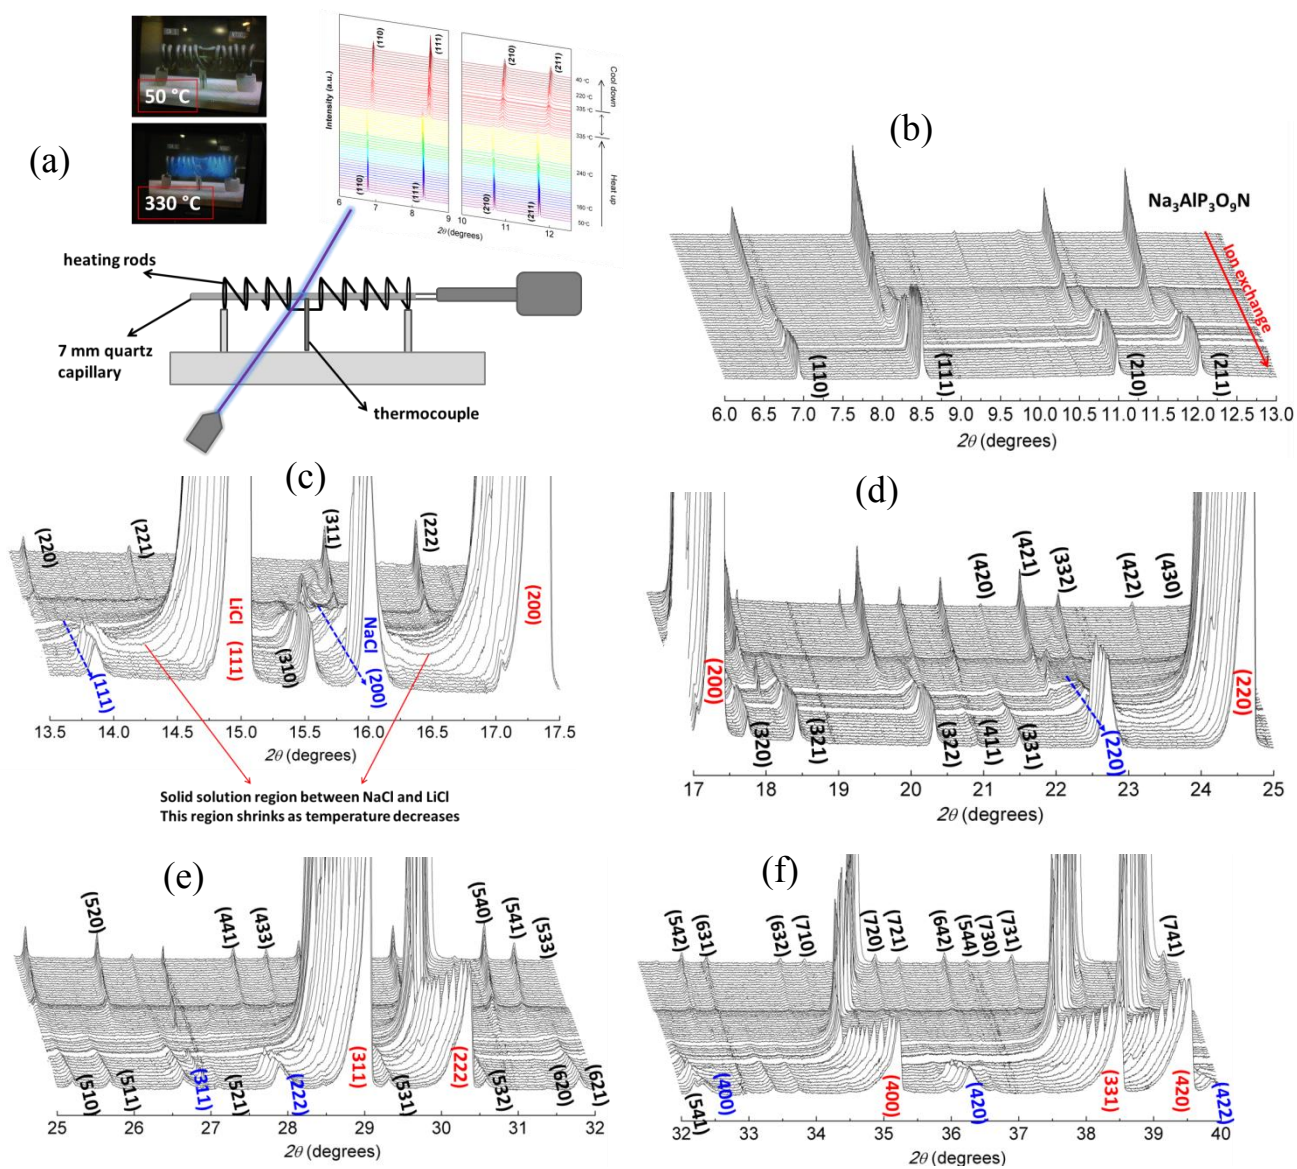 (a)
50 °C
330 °C
Intensity (a.u.)
(110)
(111)
(210)
(211)
Cool down
40 °C
220 °C
335 °C
335 °C
240 °C
Heat up
180 °C
50 °C
(110)
(111)
(210)
(211)
6 7 8 9 10 11 12
2θ (degrees)
heating rods
7 mm quartz
capillary
thermocouple
(b)
Na3AlP3O9N
Ion exchange
(110)
(111)
(210)
(211)
6.0 6.5 7.0 7.5 8.0 8.5 9.0 9.5 10.0 10.5 11.0 11.5 12.0 12.5 13.0
2θ (degrees)
(c)
(220)
(221)
(311)
(222)
(111)
LiCl (111)
(310)
NaCl (200)
(200)
13.5 14.0 14.5 15.0 15.5 16.0 16.5 17.0 17.5
2θ (degrees)
Solid solution region between NaCl and LiCl
This region shrinks as temperature decreases
(d)
(420)
(421)
(332)
(422)
(430)
(200)
(320)
(321)
(322)
(411)
(331)
(220)
(220)
17 18 19 20 21 22 23 24 25
2θ (degrees)
(e)
(520)
(441)
(433)
(540)
(541)
(533)
(510)
(511)
(311)
(521)
(222)
(311)
(531)
(222)
(620)
(621)
25 26 27 28 29 30 31 32
2θ (degrees)
(f)
(542)
(631)
(632)
(710)
(720)
(721)
(642)
(544)
(730)
(731)
(741)
(541)
(400)
(400)
(420)
(331)
(420)
(422)
32 33 34 35 36 37 38 39 40
2θ (degrees)